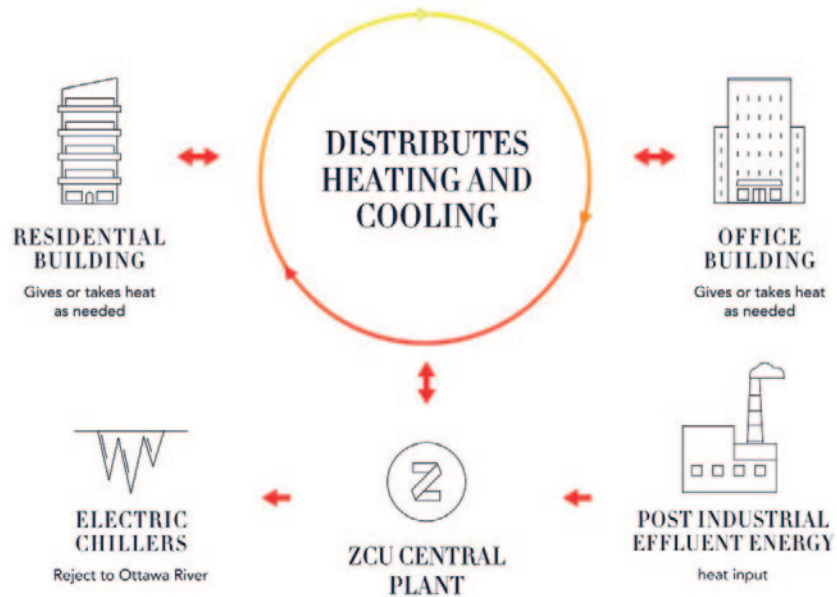 DISTRIBUTES
HEATING AND
COOLING
RESIDENTIAL
BUILDING
Gives or takes heat
as needed
OFFICE
BUILDING
Gives or takes heat
as needed
ELECTRIC
CHILLERS
Reject to Ottawa River
Z
ZCU CENTRAL
PLANT
POST INDUSTRIAL
EFFLUENT ENERGY
heat input